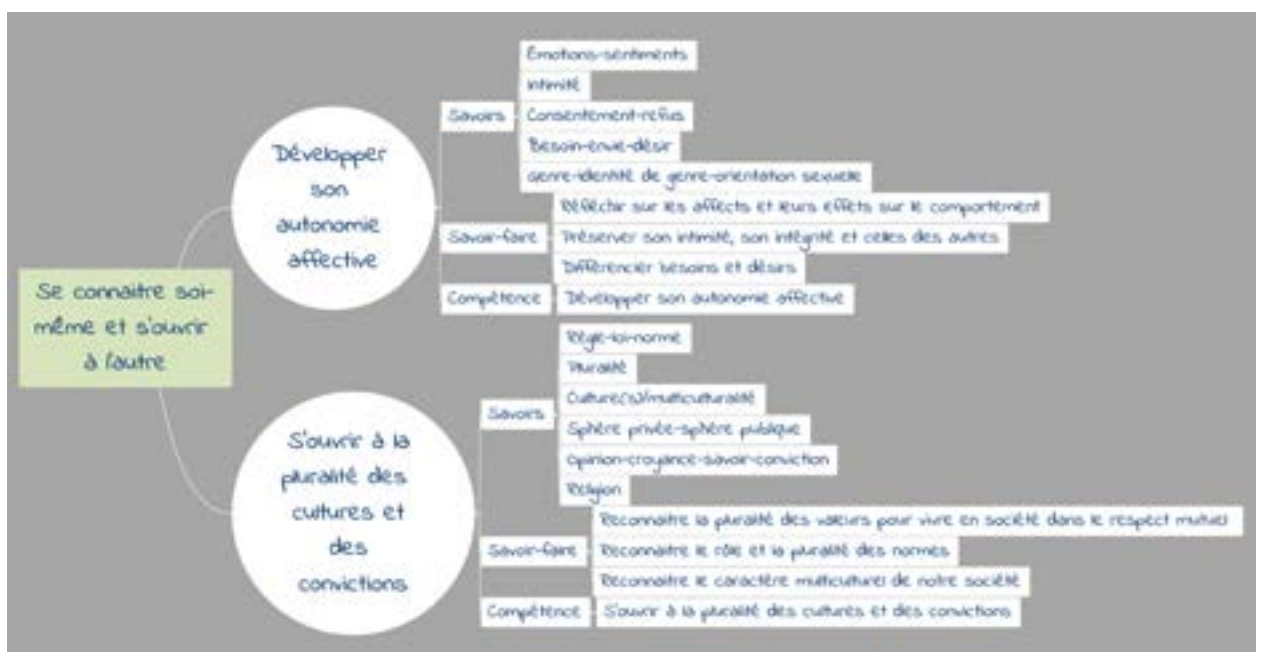 Se connaitre soi-
même et s'ouvrir
à l'autre
Développer
son
autonomie
affective
Savoirs
Émotions-sentiments
Intimité
Consentement-refus
Besoin-envie-désir
Genre-identité de genre-orientation sexuelle
Savoir-faire
Réfléchir sur les affects et leurs effets sur le comportement
Préserver son intimité, son intégrité et celles des autres
Différencier besoins et désirs
Compétence
Développer son autonomie affective
S'ouvrir à la
pluralité des
cultures et
des
convictions
Savoirs
Règle-loi-norme
Pluralité
Culture(s)/multiculturalité
Sphère privée-sphère publique
Opinion-croyance-savoir-conviction
Religion
Savoir-faire
Reconnaitre la pluralité des valeurs pour vivre en société dans le respect mutuel
Reconnaitre le rôle et la pluralité des normes
Reconnaitre le caractère multiculturel de notre société
Compétence
S'ouvrir à la pluralité des cultures et des convictions